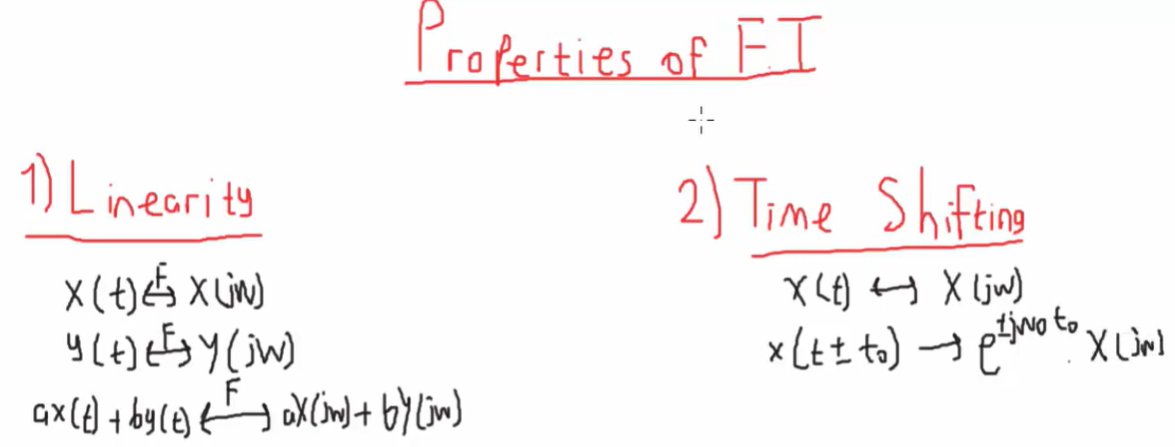 Properties of FT
1) Linearity
x(t) ↔F X(jw)
y(t) ↔F Y(jw)
ax(t) + by(t) ↔F aX(jw) + bY(jw)
2) Time Shifting
x(t) ↔ X(jw)
x(t ± t₀) → e^{±jw₀t₀} . X(jw)